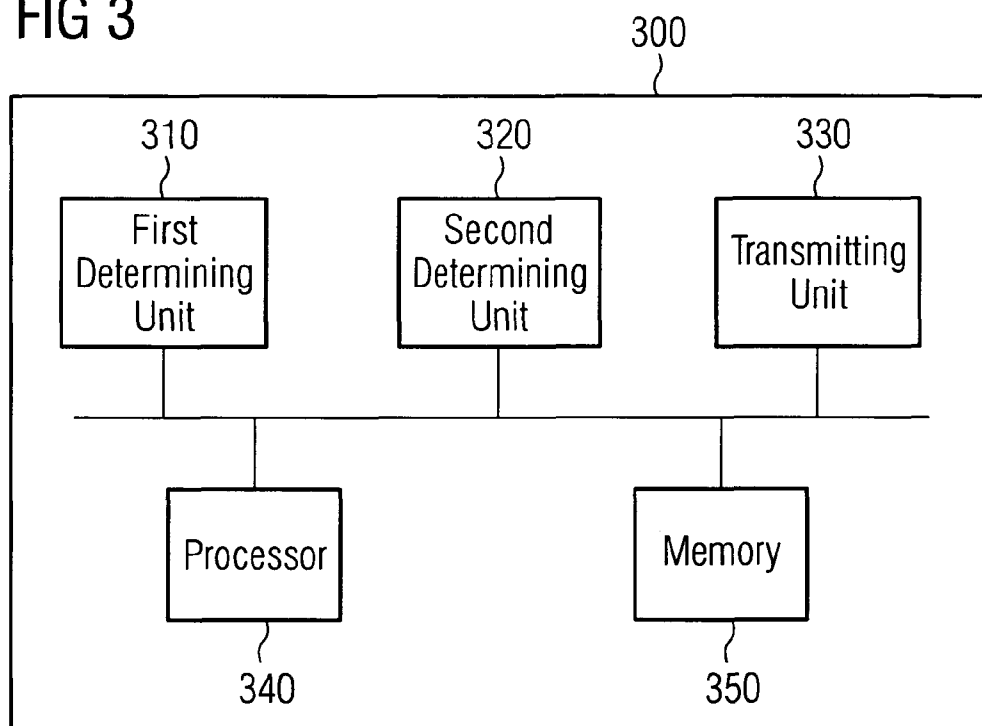 FIG 3
300
310
320
330
First
Determining
Unit
Second
Determining
Unit
Transmitting
Unit
Processor
Memory
340
350